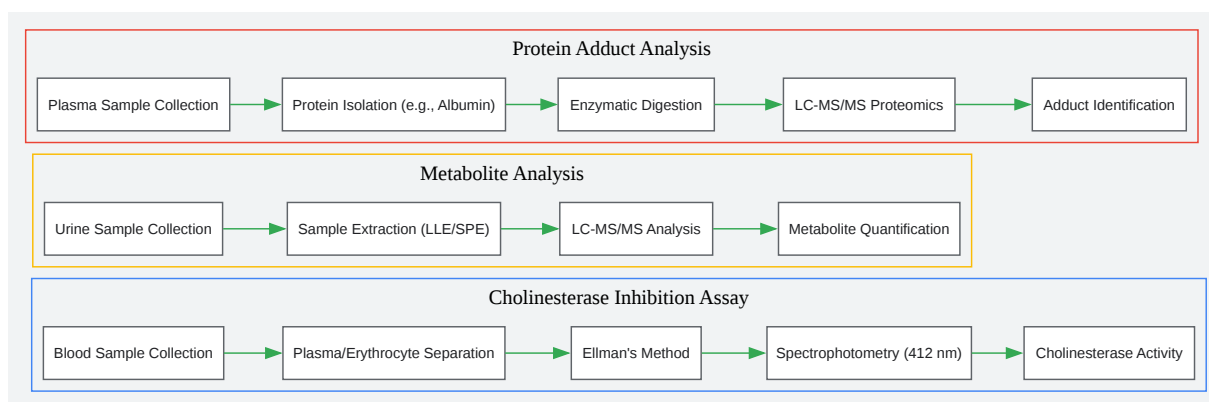 Protein Adduct Analysis
Plasma Sample Collection
Protein Isolation (e.g., Albumin)
Enzymatic Digestion
LC-MS/MS Proteomics
Adduct Identification
Metabolite Analysis
Urine Sample Collection
Sample Extraction (LLE/SPE)
LC-MS/MS Analysis
Metabolite Quantification
Cholinesterase Inhibition Assay
Blood Sample Collection
Plasma/Erythrocyte Separation
Ellman's Method
Spectrophotometry (412 nm)
Cholinesterase Activity